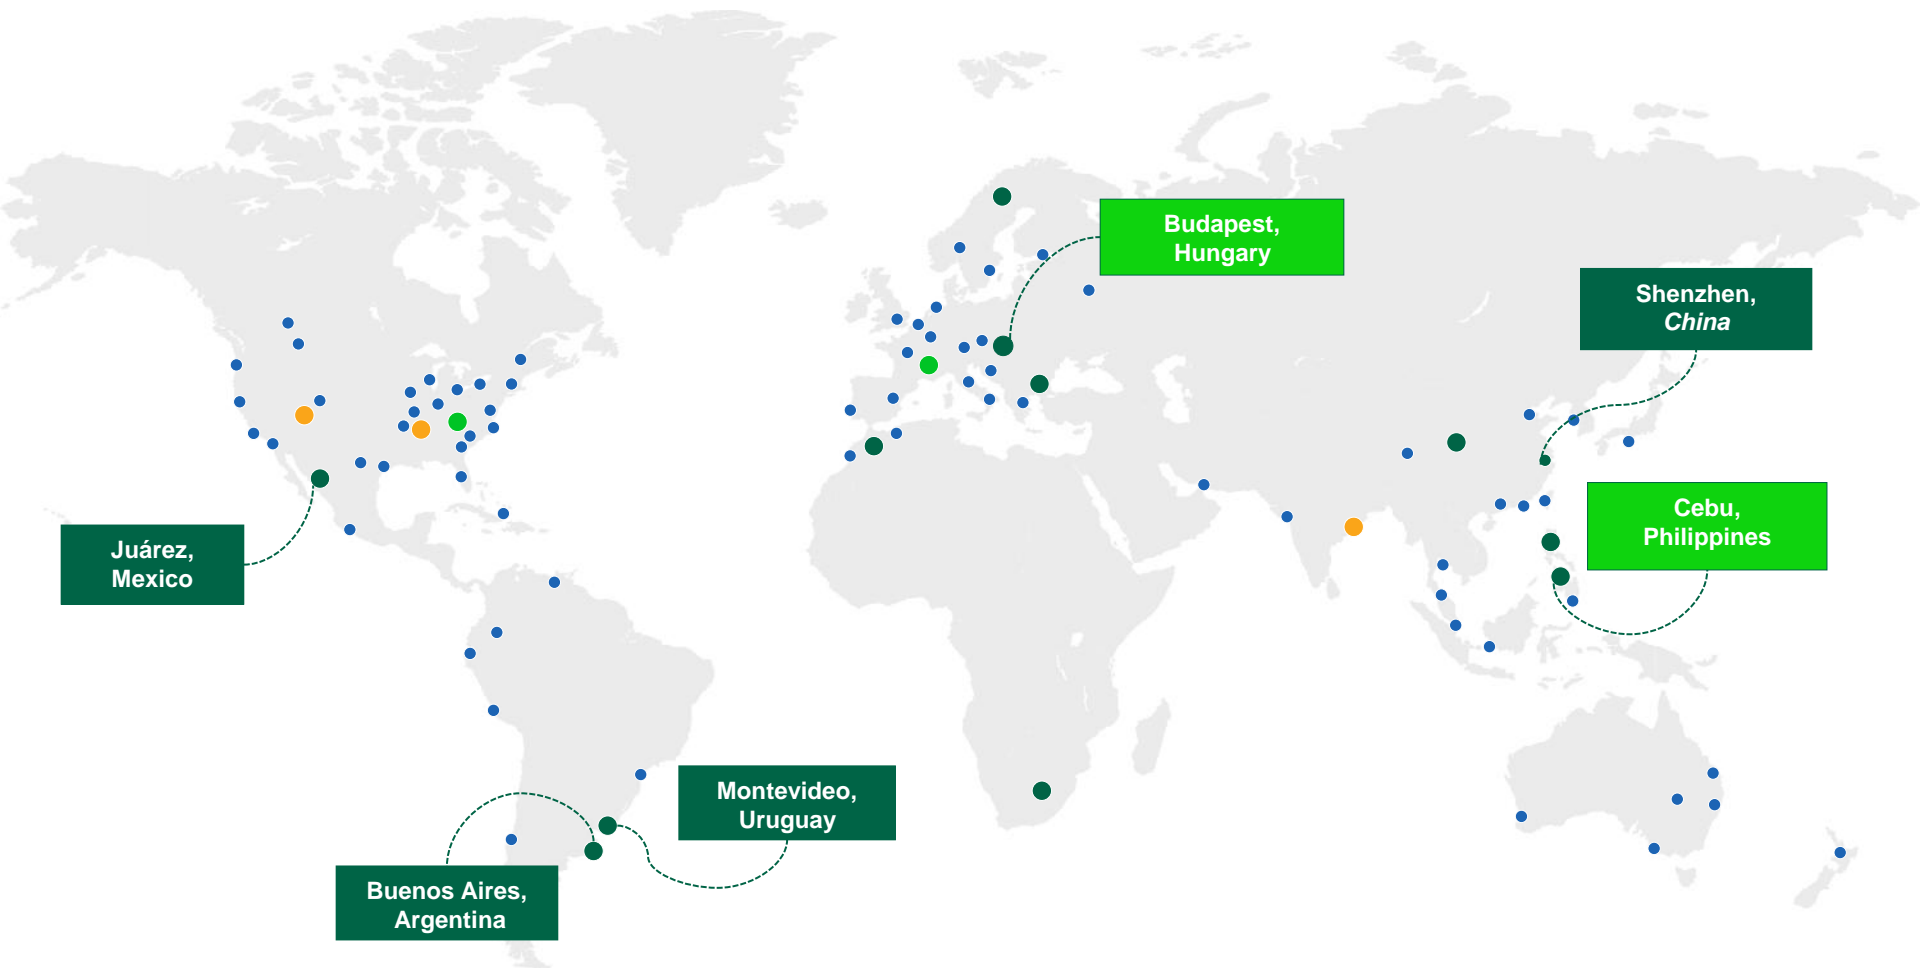 Budapest,
Hungary
Shenzhen,
China
Cebu,
Philippines
Juárez,
Mexico
Montevideo,
Uruguay
Buenos Aires,
Argentina